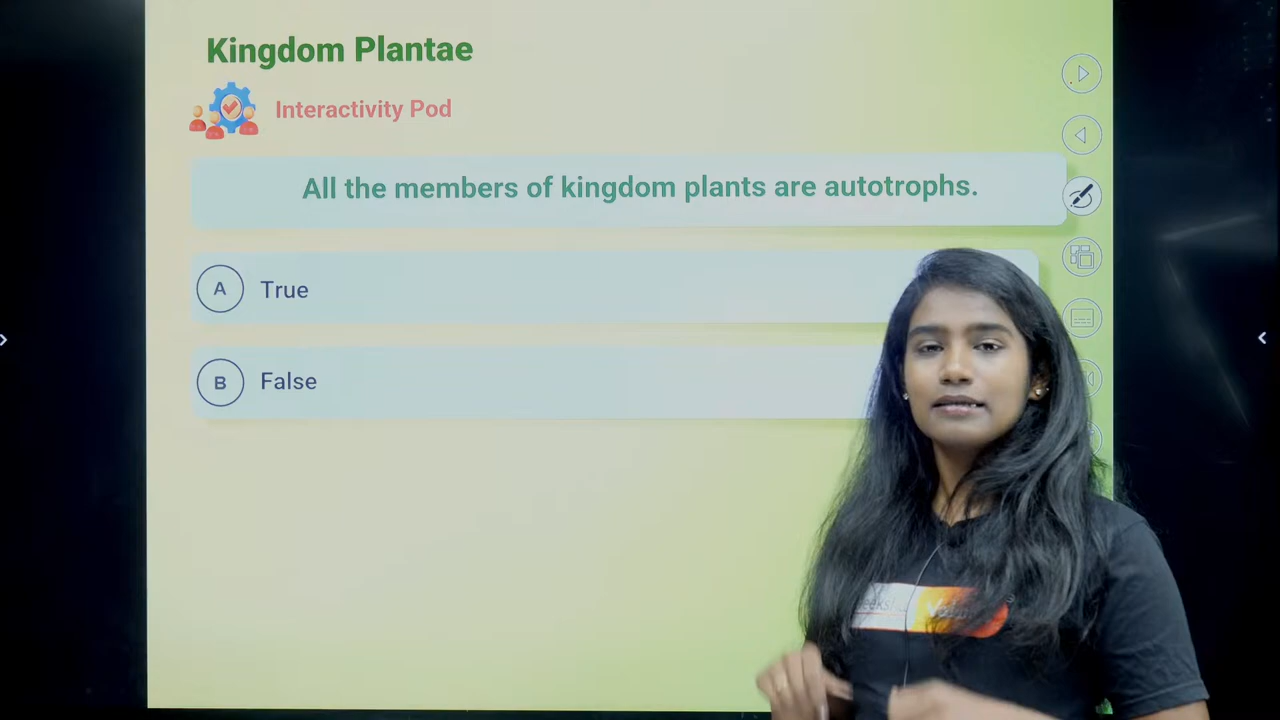 Kingdom Plantae
Interactivity Pod
All the members of kingdom plants are autotrophs.
A True
B False